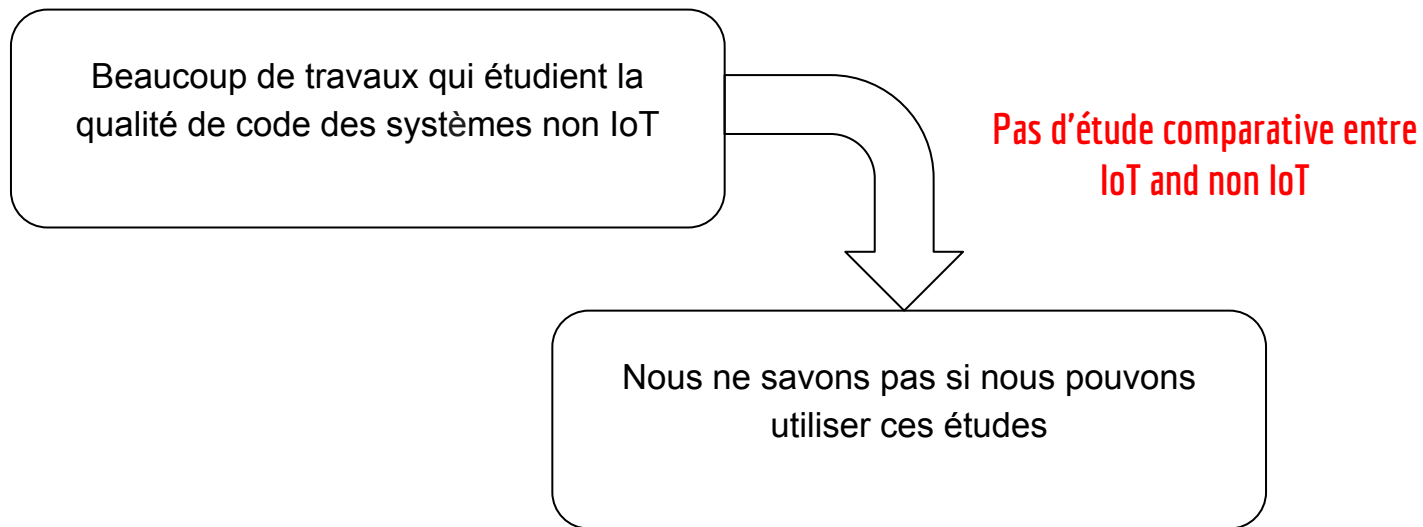 Beaucoup de travaux qui étudient la
qualité de code des systèmes non IoT
Pas d’étude comparative entre
IoT and non IoT
Nous ne savons pas si nous pouvons
utiliser ces études